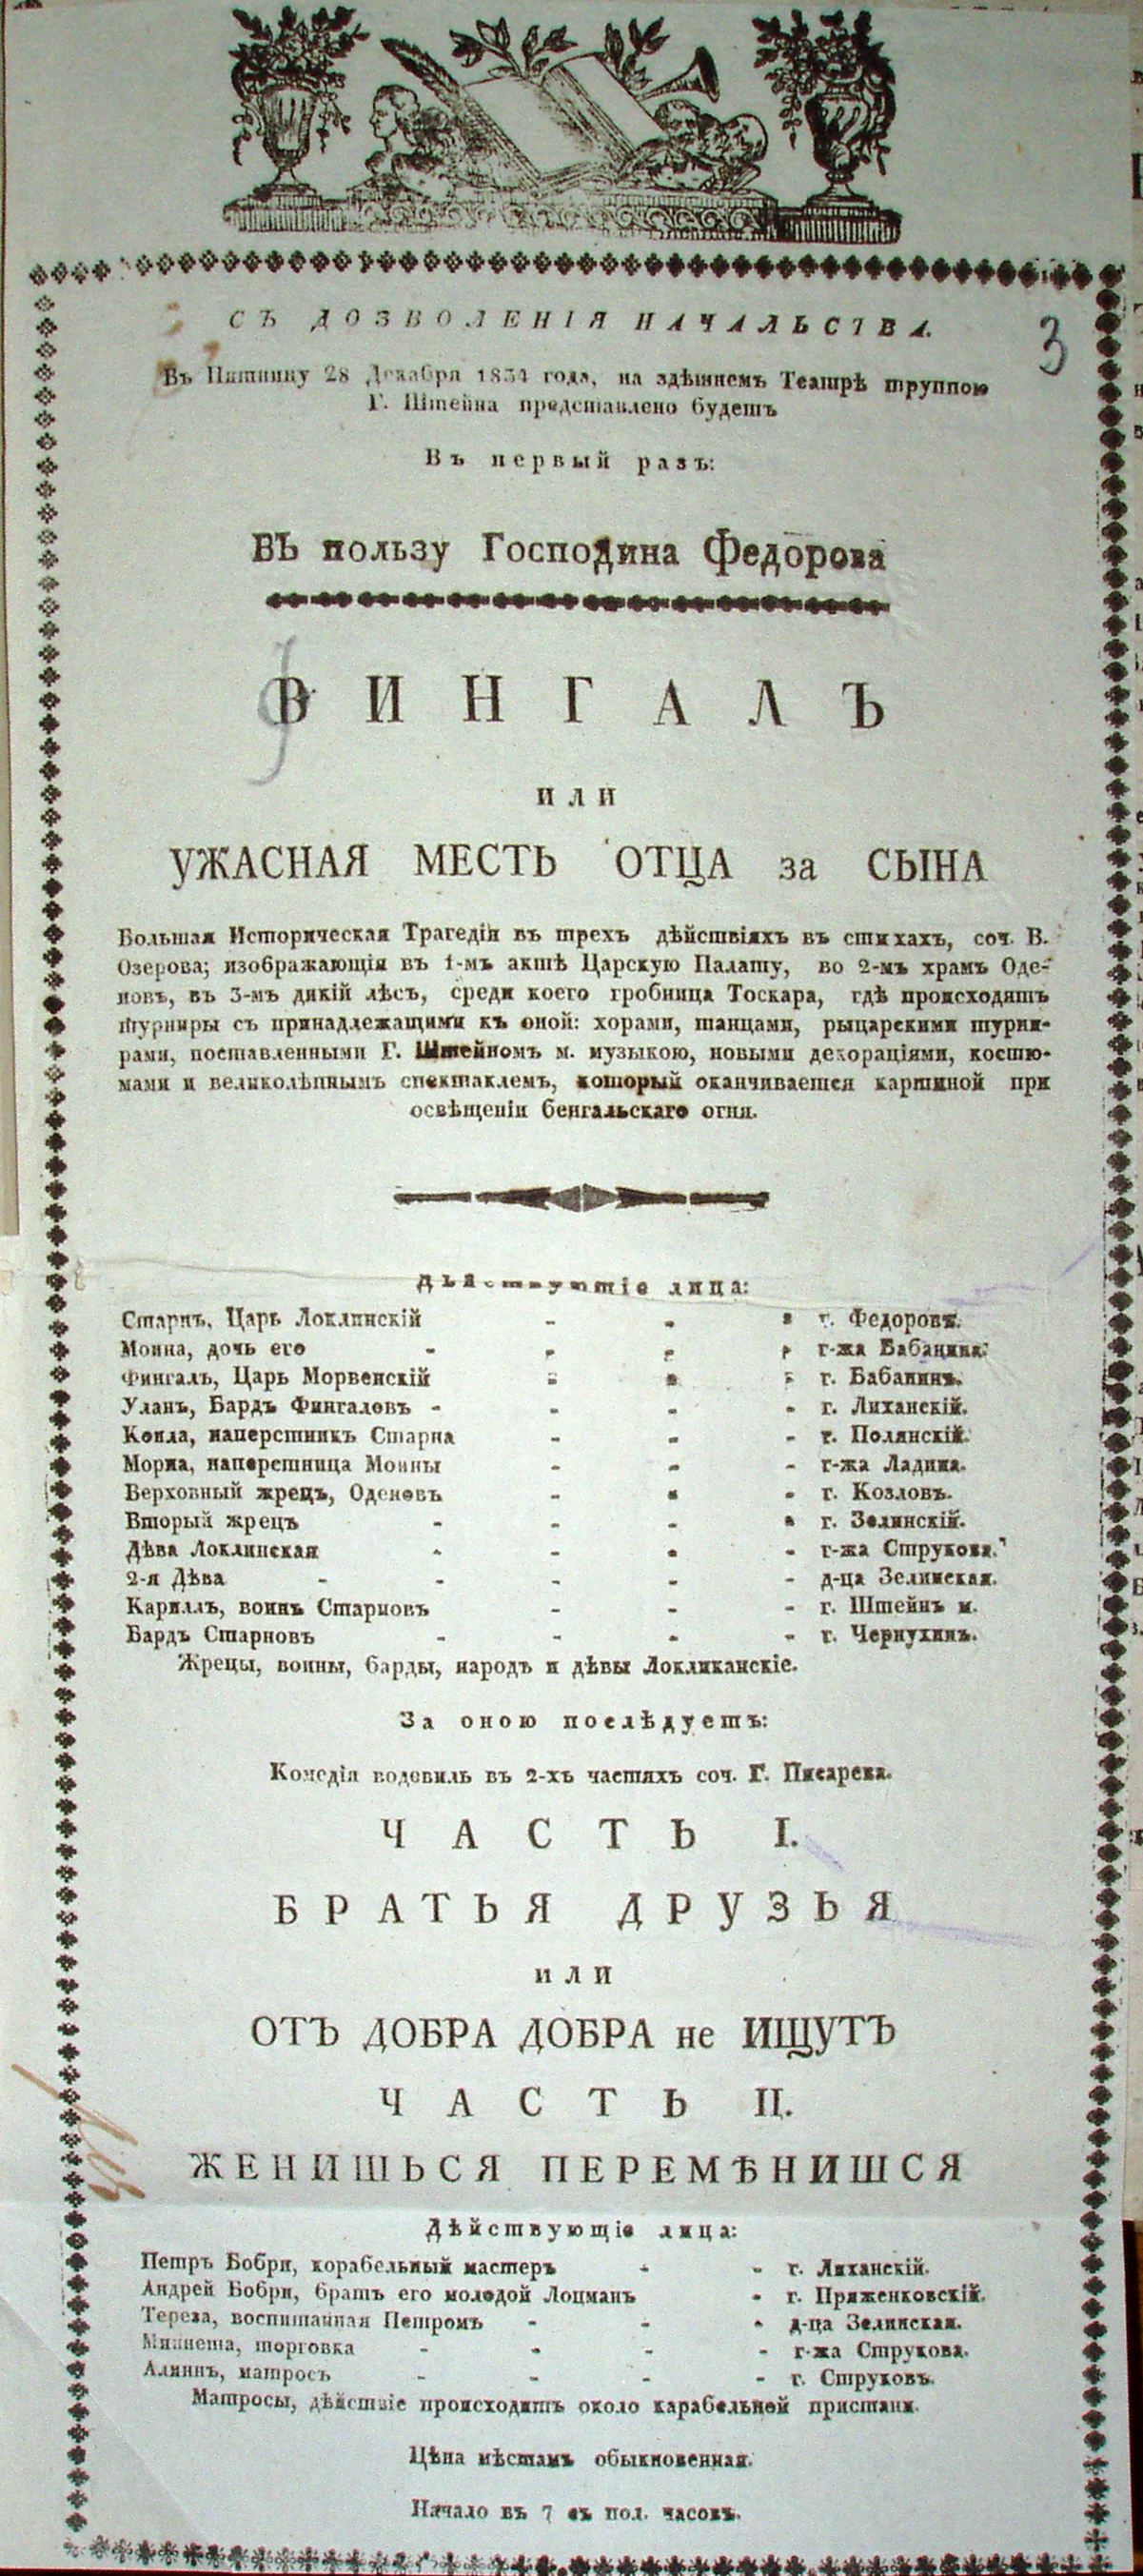 СЪ ДОЗВОЛЕНІЯ НАЧАЛЬСТВА.
3
Въ Пятницу 28 Декабря 1834 года, на здѣшнемъ Театрѣ труппою
Г. Штейна представлено будетъ
Въ первый разъ:
ВЪ пользу Господина Федорова
ФИНГАЛЪ
ИЛИ
УЖАСНАЯ МЕСТЬ ОТЦА за СЫНА
Большая Историческая Трагедія въ трехъ дѣйствіяхъ въ стихахъ, соч. В.
Озерова; изображающія въ 1-мъ актѣ Царскую Палату, во 2-мъ храмъ Оде-
новъ, въ 3-мъ дикій лѣсъ, среди коего гробница Тоскара, гдѣ происходятъ
турниры съ принадлежащими къ оной: хорами, танцами, рыцарскими турни-
рами, поставленными Г. Штейномъ м. музыкою, новыми декораціями, костю-
мами и великолѣпнымъ спектаклемъ, который оканчивается картиной при
освѣщеніи бенгальскаго огня.
Дѣйствующіе лица:
Старнъ, Царь Локлинскій - - - г. Федоровъ.
Моина, дочь его - - - - г-жа Бабанина.
Фингалъ, Царь Морвенскій - - - г. Бабанинъ.
Уланъ, Бардъ Фингаловъ - - - - г. Лиханскій.
Коила, наперстникъ Старна - - - г. Полянскій.
Морна, наперстница Моины - - - г-жа Ладина.
Верховный жрецъ, Оденовъ - - - г. Козловъ.
Вторый жрецъ - - - - г. Зелинскій.
Дѣва Локлинская - - - - г-жа Струкова.
2-я Дѣва - - - - - д-ца Зелинская.
Кариллъ, воинъ Старновъ - - - г. Штейнъ м.
Бардъ Старновъ - - - - г. Чернухинъ.
Жрецы, воины, барды, народъ и дѣвы Локликанскіе.
За оною послѣдуетъ:
Комедія водевиль въ 2-хъ частяхъ соч. Г. Писарева.
ЧАСТЬ I.
БРАТЬЯ ДРУЗЬЯ
ИЛИ
ОТЪ ДОБРА ДОБРА не ИЩУТЪ
ЧАСТЬ II.
ЖЕНИШЬСЯ ПЕРЕМѢНИШСЯ
Дѣйствующіе лица:
Петръ Бобри, корабельный мастеръ - - г. Лиханскій.
Андрей Бобри, братъ его молодой Лоцманъ - г. Пряженковскій.
Тереза, воспитанная Петромъ - - - д-ца Зелинская.
Миннета, торговка - - - - г-жа Струкова.
Алинъ, матросъ - - - - г. Струковъ.
Матросы, дѣйствіе происходитъ около карабельной пристани.
Цѣна мѣстамъ обыкновенная.
Начало въ 7 въ пол. часовъ.